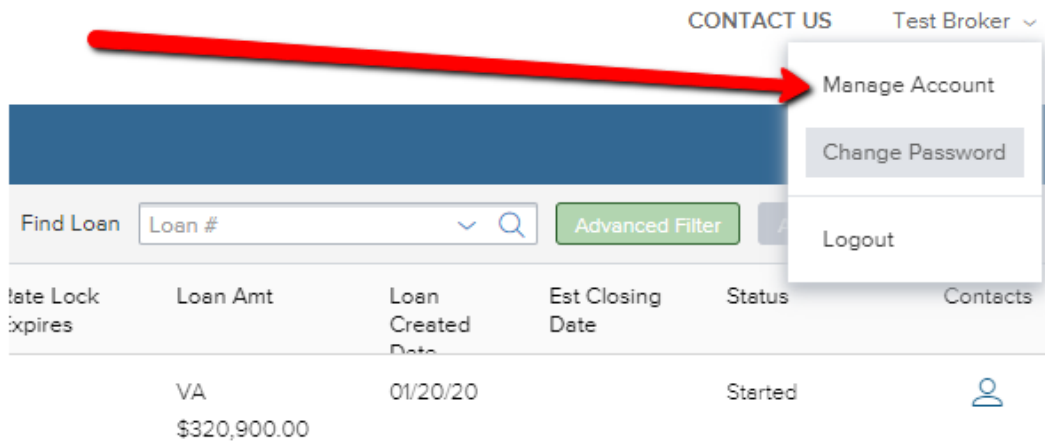 CONTACT US Test Broker
Manage Account
Change Password
Logout
Find Loan Loan # Advanced Filter
Loan Amt Loan Est Closing Status Contacts
Created Date
Date
VA 01/20/20 Started
$320,900.00